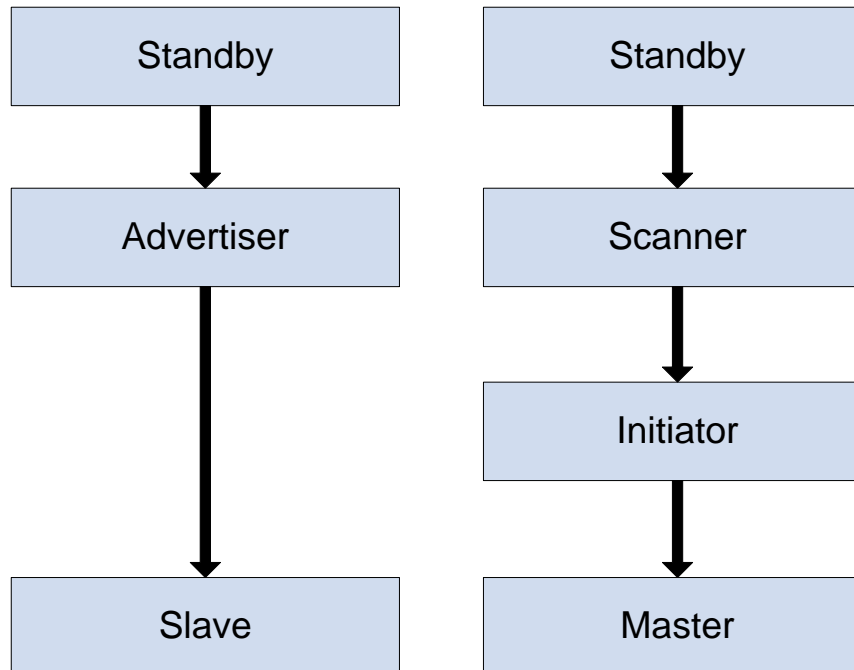 Standby
Standby
Advertiser
Scanner
Initiator
Slave
Master